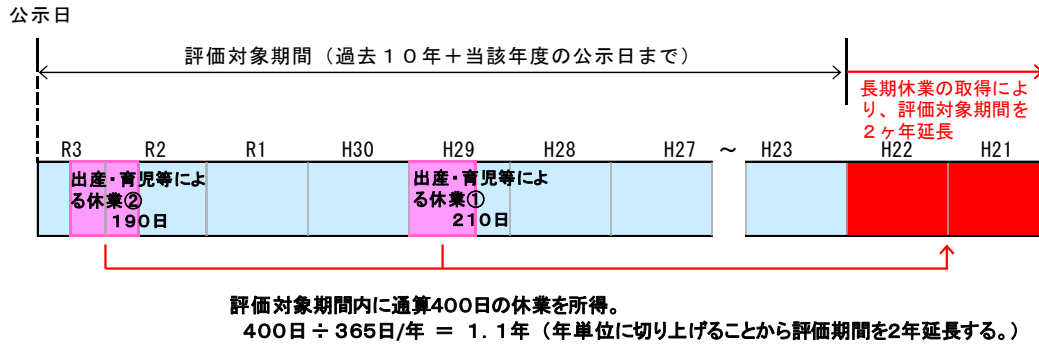 公示日
評価対象期間（過去１０年＋当該年度の公示日まで）
長期休業の取得によ
り、評価対象期間を
２ヶ年延長
R3 R2 R1 H30 H29 H28 H27 ～ H23 H22 H21
出産・育児等によ
る休業②
190日
出産・育児等によ
る休業①
210日
評価対象期間内に通算400日の休業を所得。
400日÷365日/年 ＝ １.１年（年単位に切り上げることから評価期間を2年延長する。）